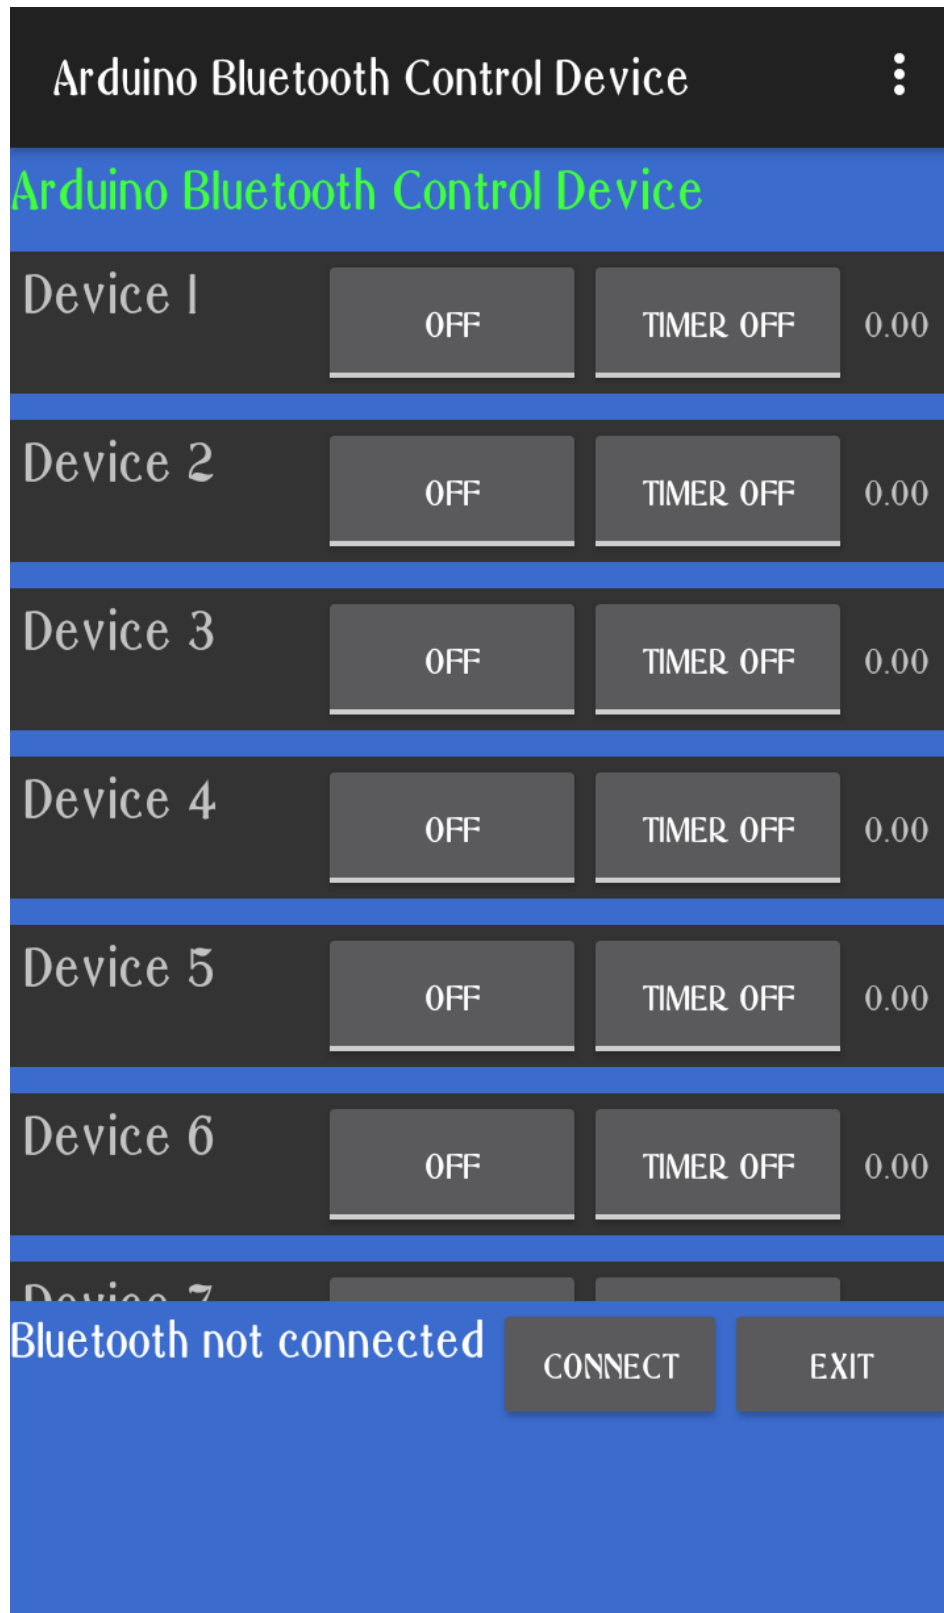 Arduino Bluetooth Control Device
Arduino Bluetooth Control Device
Device 1 OFF TIMER OFF 0.00
Device 2 OFF TIMER OFF 0.00
Device 3 OFF TIMER OFF 0.00
Device 4 OFF TIMER OFF 0.00
Device 5 OFF TIMER OFF 0.00
Device 6 OFF TIMER OFF 0.00
Device 7
Bluetooth not connected CONNECT EXIT